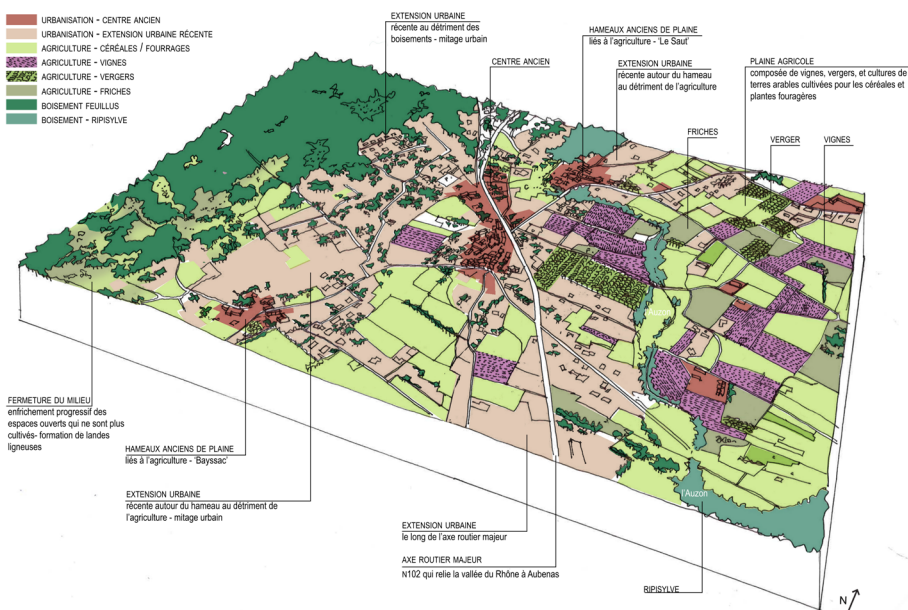 URBANISATION - CENTRE ANCIEN
URBANISATION - EXTENSION URBAINE RÉCENTE
AGRICULTURE - CÉRÉALES / FOURRAGES
AGRICULTURE - VIGNES
AGRICULTURE - VERGERS
AGRICULTURE - FRICHES
BOISEMENT FEUILLUS
BOISEMENT - RIPISYLVE
EXTENSION URBAINE
récente au détriment des
boisements - mitage urbain
CENTRE ANCIEN
HAMEAUX ANCIENS DE PLAINE
liés à l'agriculture - 'Le Saut'
EXTENSION URBAINE
récente autour du hameau
au détriment de l'agriculture
PLAINE AGRICOLE
composée de vignes, vergers, et cultures de
terres arables cultivées pour les céréales et
plantes fouragères
FRICHES
VERGER
VIGNES
l'Auzon
l'Auzon
FERMETURE DU MILIEU
enfrichement progressif des
espaces ouverts qui ne sont plus
cultivés- formation de landes
ligneuses
HAMEAUX ANCIENS DE PLAINE
liés à l'agriculture - 'Bayssac'
EXTENSION URBAINE
récente autour du hameau au détriment de
l'agriculture - mitage urbain
EXTENSION URBAINE
le long de l'axe routier majeur
AXE ROUTIER MAJEUR
N102 qui relie la vallée du Rhône à Aubenas
RIPISYLVE
N